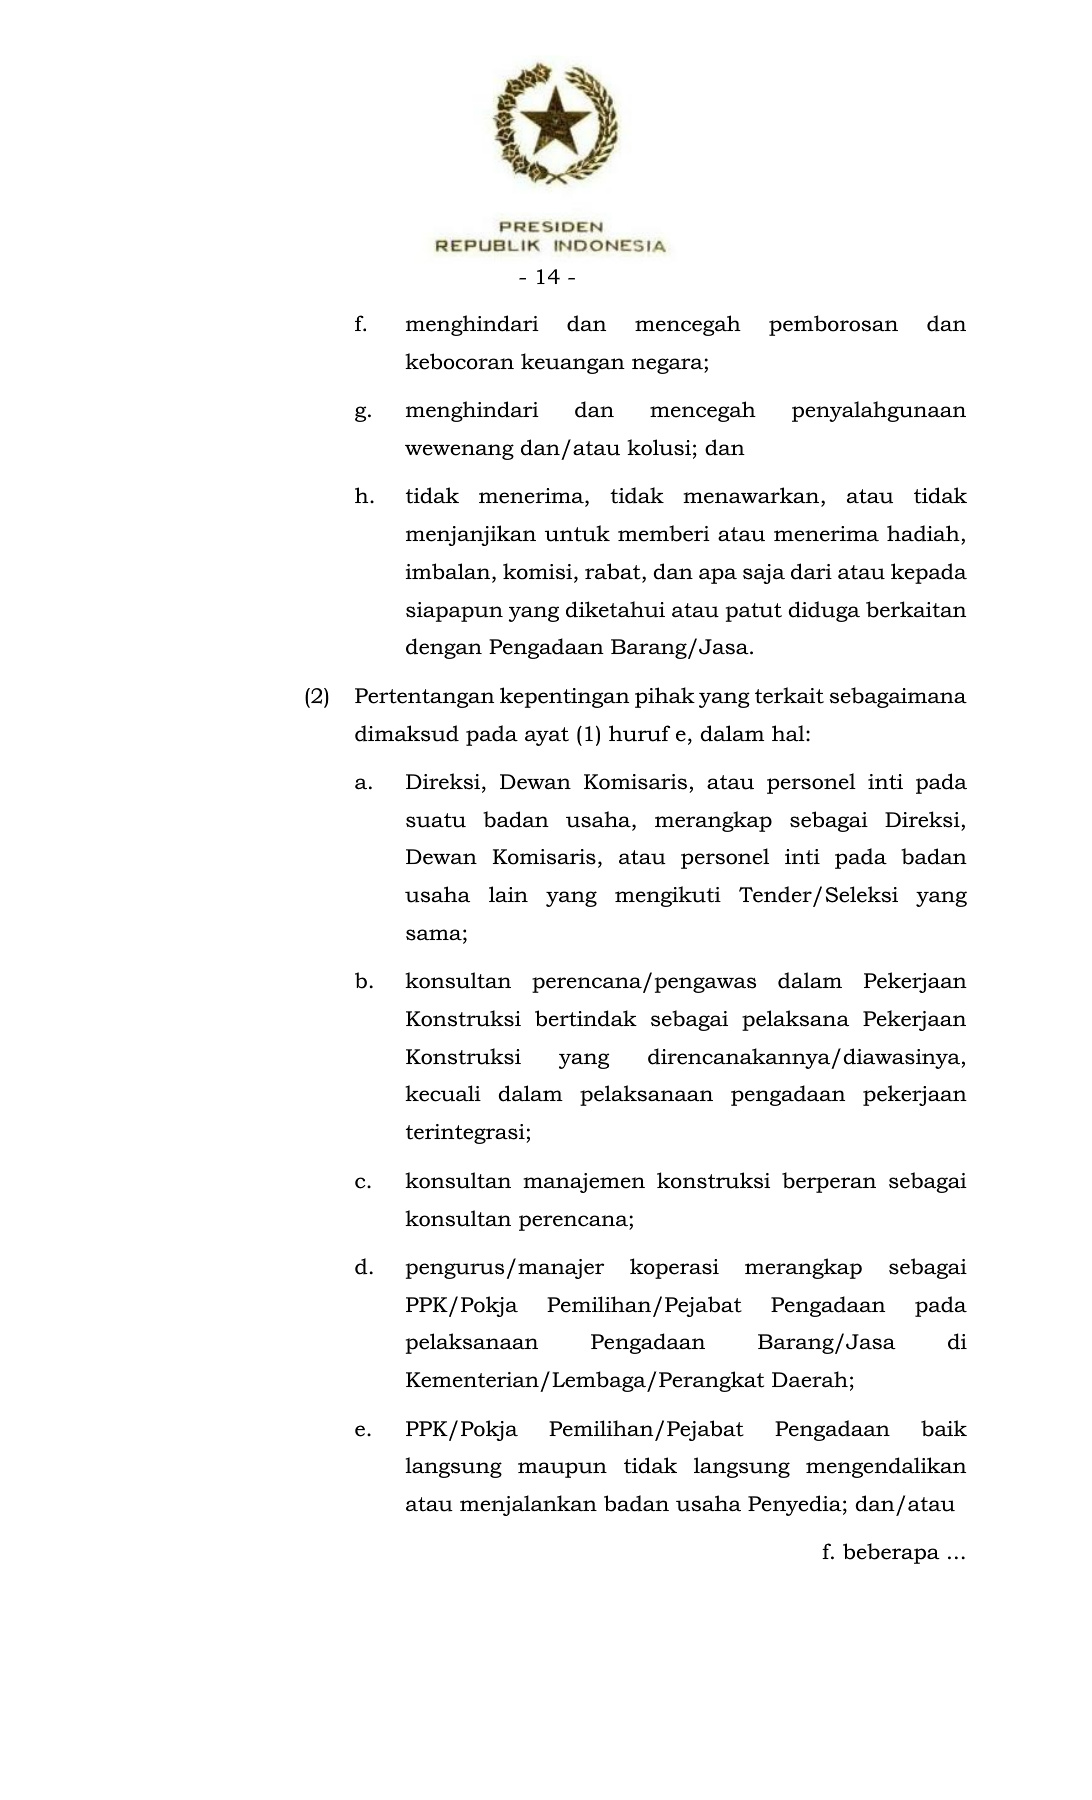 PRESIDEN
REPUBLIK INDONESIA
- 14 -
f. menghindari dan mencegah pemborosan dan
kebocoran keuangan negara;
g. menghindari dan mencegah penyalahgunaan
wewenang dan/atau kolusi; dan
h. tidak menerima, tidak menawarkan, atau tidak
menjanjikan untuk memberi atau menerima hadiah,
imbalan, komisi, rabat, dan apa saja dari atau kepada
siapapun yang diketahui atau patut diduga berkaitan
dengan Pengadaan Barang/Jasa.
(2) Pertentangan kepentingan pihak yang terkait sebagaimana
dimaksud pada ayat (1) huruf e, dalam hal:
a. Direksi, Dewan Komisaris, atau personel inti pada
suatu badan usaha, merangkap sebagai Direksi,
Dewan Komisaris, atau personel inti pada badan
usaha lain yang mengikuti Tender/Seleksi yang
sama;
b. konsultan perencana/pengawas dalam Pekerjaan
Konstruksi bertindak sebagai pelaksana Pekerjaan
Konstruksi yang direncanakannya/diawasinya,
kecuali dalam pelaksanaan pengadaan pekerjaan
terintegrasi;
c. konsultan manajemen konstruksi berperan sebagai
konsultan perencana;
d. pengurus/manajer koperasi merangkap sebagai
PPK/Pokja Pemilihan/Pejabat Pengadaan pada
pelaksanaan Pengadaan Barang/Jasa di
Kementerian/Lembaga/Perangkat Daerah;
e. PPK/Pokja Pemilihan/Pejabat Pengadaan baik
langsung maupun tidak langsung mengendalikan
atau menjalankan badan usaha Penyedia; dan/atau
f. beberapa ...